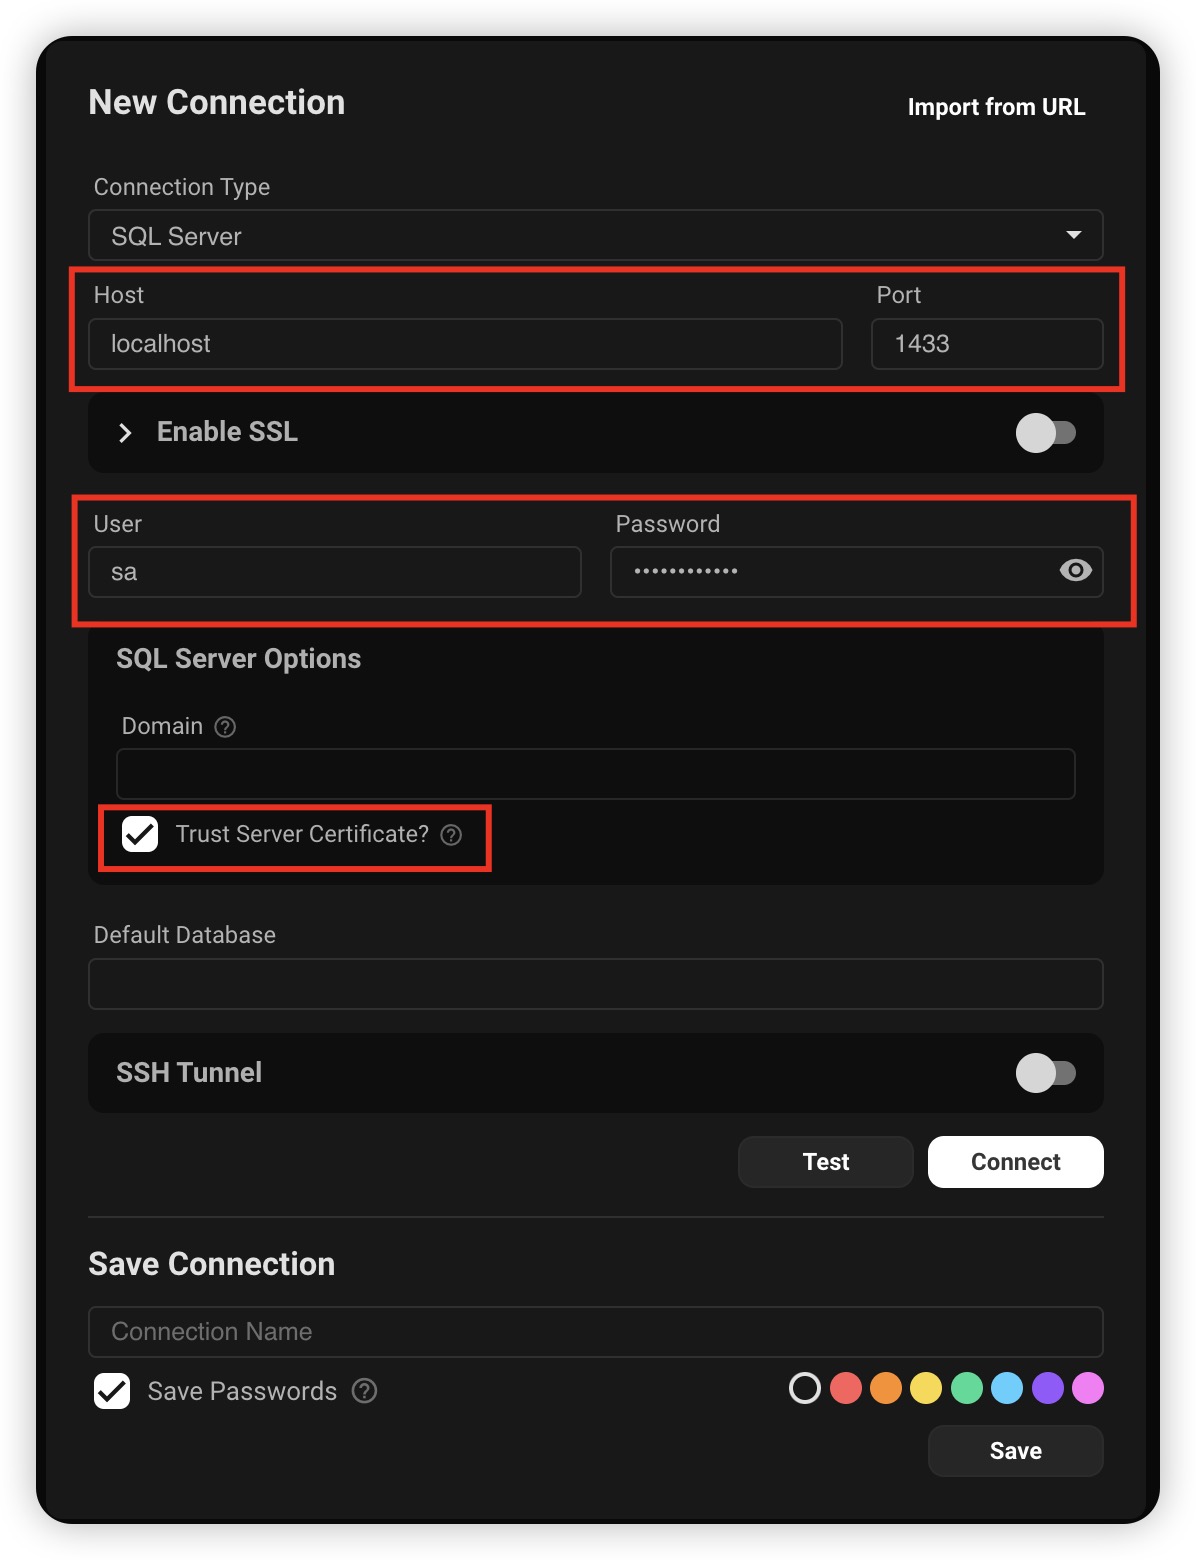 New Connection
Import from URL
Connection Type
SQL Server
Host
Port
localhost
1433
Enable SSL
User
Password
sa
••••••••••••
SQL Server Options
Domain
Trust Server Certificate?
Default Database
SSH Tunnel
Test
Connect
Save Connection
Connection Name
Save Passwords
Save